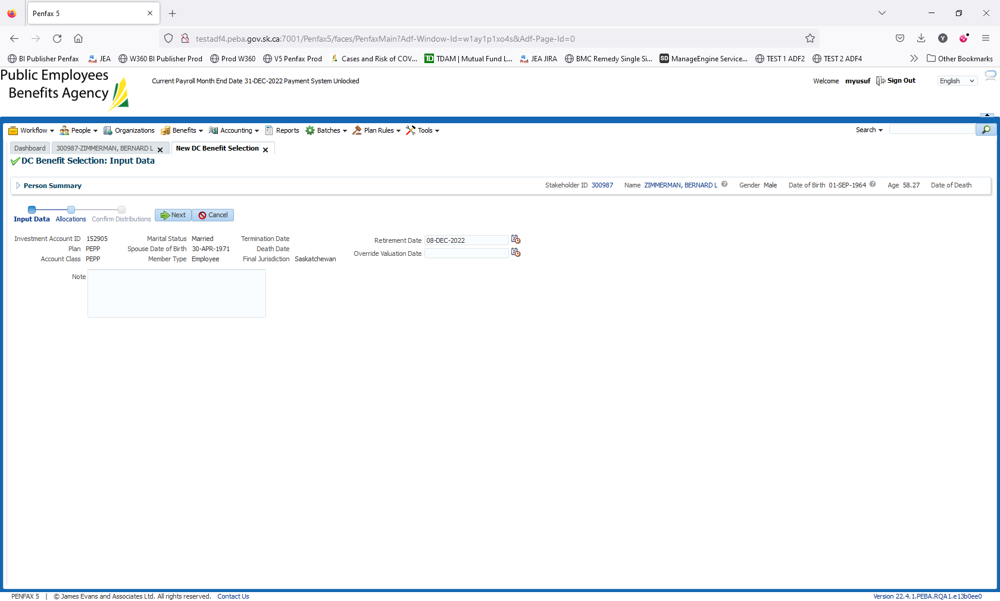 Penfax 5
testadf4.peba.gov.sk.ca:7001/Penfax5/faces/PenfaxMain?Adf-Window-Id=w1ay1p1xo4s&Adf-Page-Id=0
BI Publisher Penfax JEA W360 BI Publisher Prod Prod W360 V5 Penfax Prod Cases and Risk of COV... TDAM | Mutual Fund L... JEA JIRA BMC Remedy Single Si... ManageEngine Service... TEST 1 ADF2 TEST 2 ADF4 Other Bookmarks
Public Employees
Benefits Agency
Current Payroll Month End Date 31-DEC-2022 Payment System Unlocked
Welcome myusuf Sign Out English
Workflow People Organizations Benefits Accounting Reports Batches Plan Rules Tools Search
Dashboard 300987-ZIMMERMAN, BERNARD L New DC Benefit Selection
DC Benefit Selection: Input Data
Person Summary Stakeholder ID 300987 Name ZIMMERMAN, BERNARD L Gender Male Date of Birth 01-SEP-1964 Age 58.27 Date of Death
Input Data Allocations Confirm Distributions Next Cancel
Investment Account ID 152905 Marital Status Married Termination Date Retirement Date 08-DEC-2022
Plan PEPP Spouse Date of Birth 30-APR-1971 Death Date Override Valuation Date
Account Class PEPP Member Type Employee Final Jurisdiction Saskatchewan
Note
PENFAX 5 | © James Evans and Associates Ltd. All rights reserved. Contact Us Version 22.4.1.PEBA.RQA1.e13b0ee0